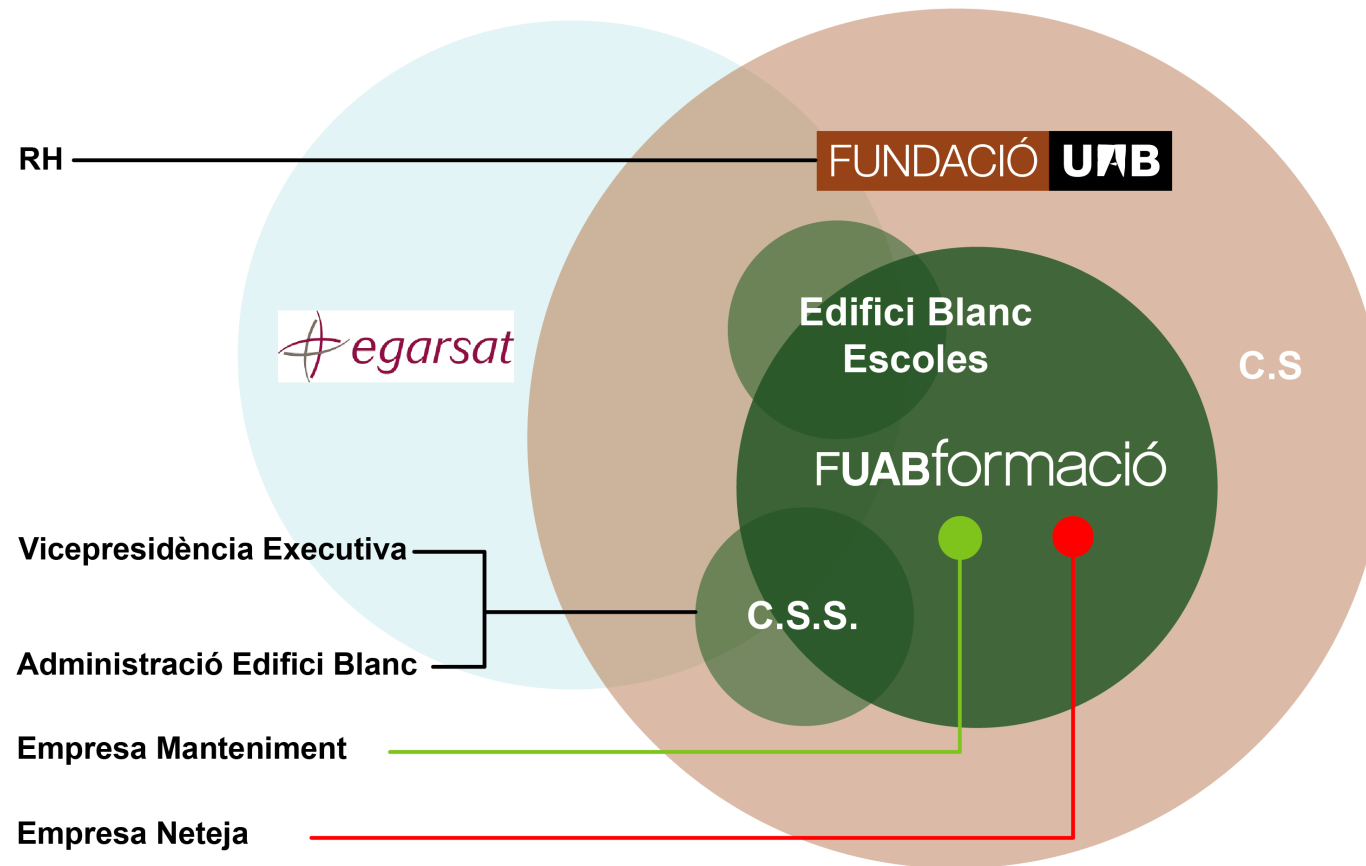 RH
FUNDACIÓ UAB
Edifici Blanc
Escoles
egarsat
C.S
FUABformació
Vicepresidència Executiva
C.S.S.
Administració Edifici Blanc
Empresa Manteniment
Empresa Neteja